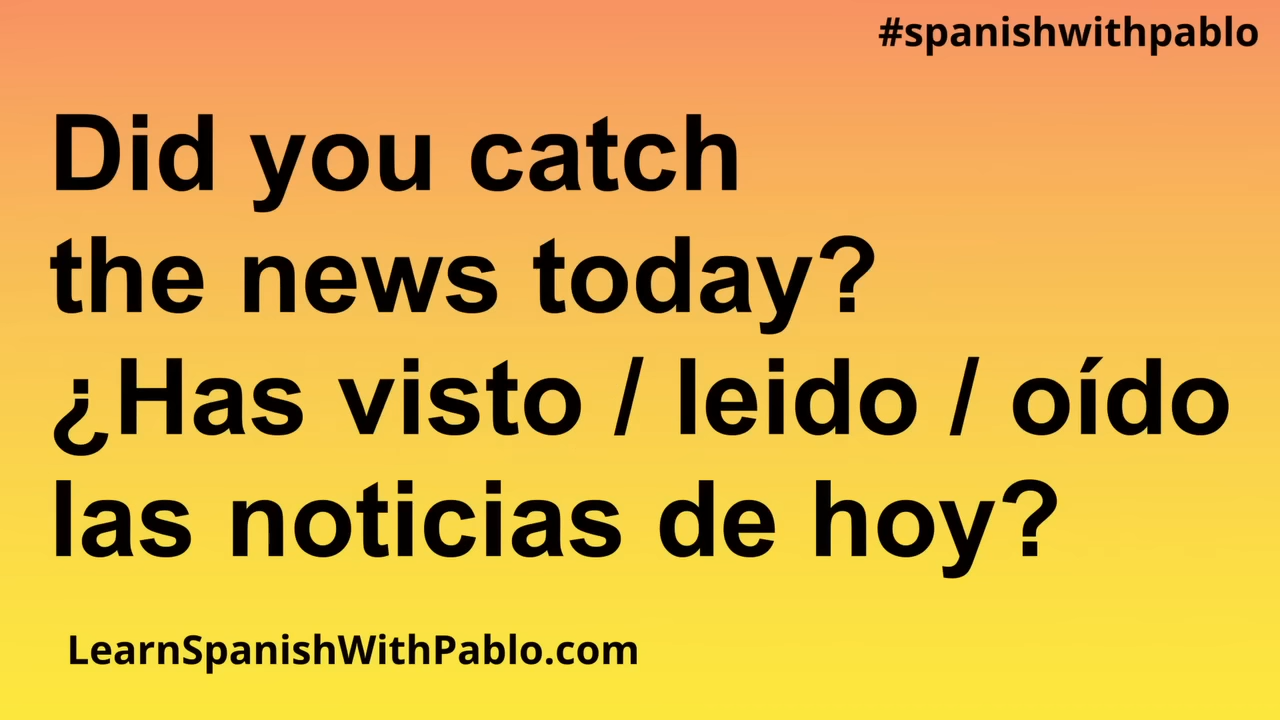 #spanishwithpablo
Did you catch
the news today?
¿Has visto / leido / oído
las noticias de hoy?
LearnSpanishWithPablo.com